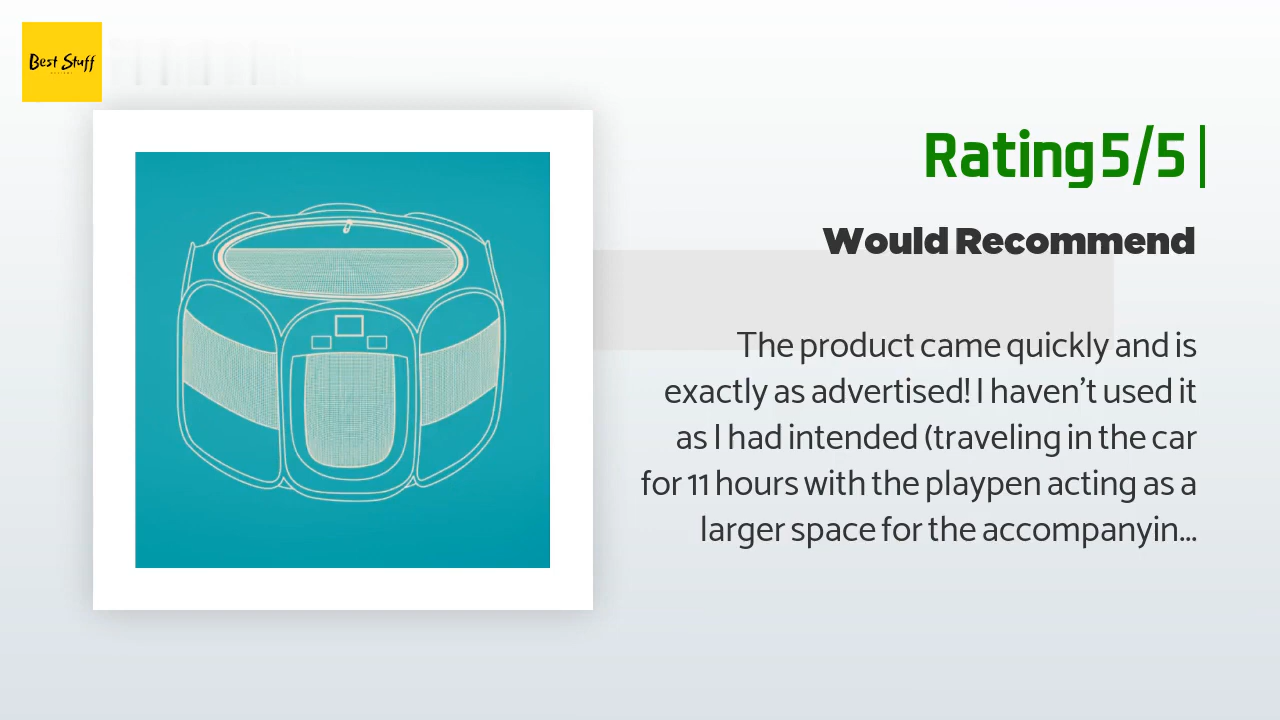 Best Stuff
Rating 5/5
Would Recommend
The product came quickly and is
exactly as advertised! I haven't used it
as I had intended (traveling in the car
for 11 hours with the playpen acting as a
larger space for the accompanyin...